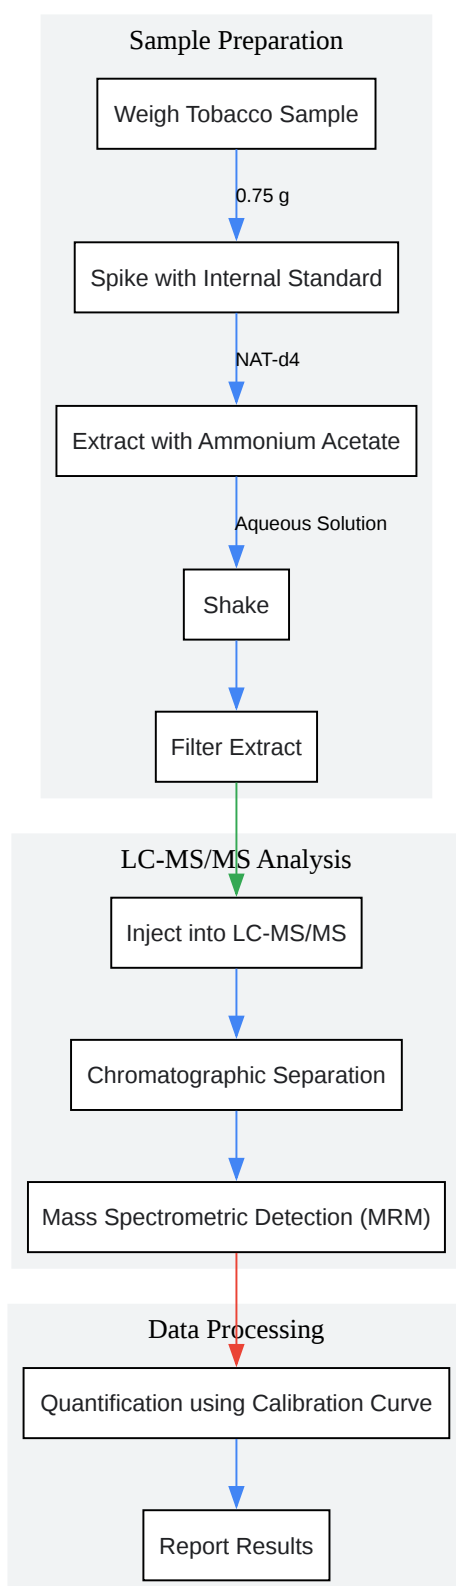 Sample Preparation
Weigh Tobacco Sample
0.75 g
Spike with Internal Standard
NAT-d4
Extract with Ammonium Acetate
Aqueous Solution
Shake
Filter Extract
LC-MS/MS Analysis
Inject into LC-MS/MS
Chromatographic Separation
Mass Spectrometric Detection (MRM)
Data Processing
Quantification using Calibration Curve
Report Results